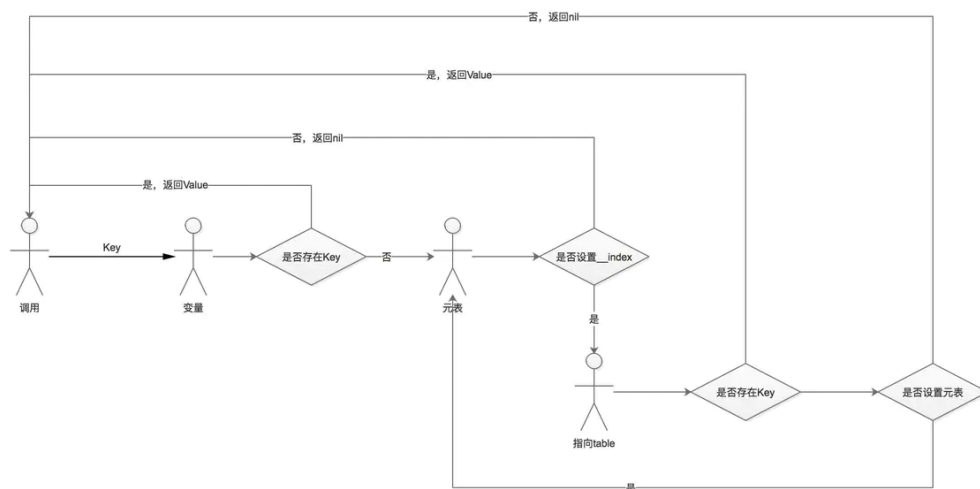 否，返回nil
是，返回Value
否，返回nil
是，返回Value
Key
是否存在Key
否
是否设置__index
调用
变量
元表
是
是否存在Key
是否设置元表
指向table
是